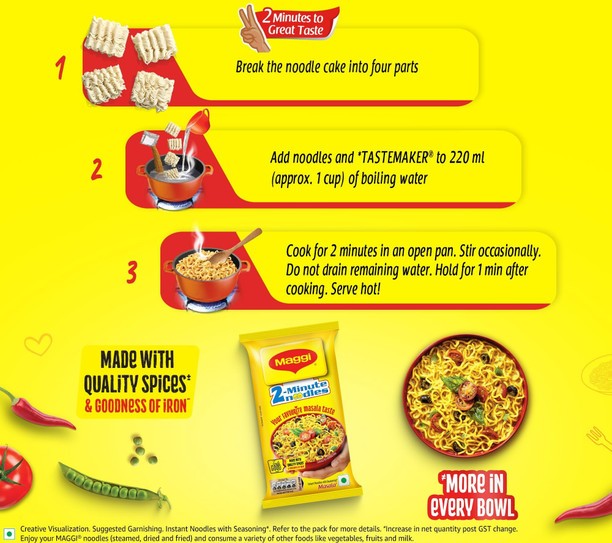 2 Minutes to
Great Taste
1
Break the noodle cake into four parts
2
Add noodles and *TASTEMAKER® to 220 ml
(approx. 1 cup) of boiling water
3
Cook for 2 minutes in an open pan. Stir occasionally.
Do not drain remaining water. Hold for 1 min after
cooking. Serve hot!
MADE WITH
QUALITY SPICES‡
& GOODNESS OF IRON
Maggi
2-Minute
noodles
Your favourite masala taste
Masala
#MORE IN
EVERY BOWL
Creative Visualization. Suggested Garnishing. Instant Noodles with Seasoning*. Refer to the pack for more details. #Increase in net quantity post GST change.
Enjoy your MAGGI® noodles (steamed, dried and fried) and consume a variety of other foods like vegetables, fruits and milk.